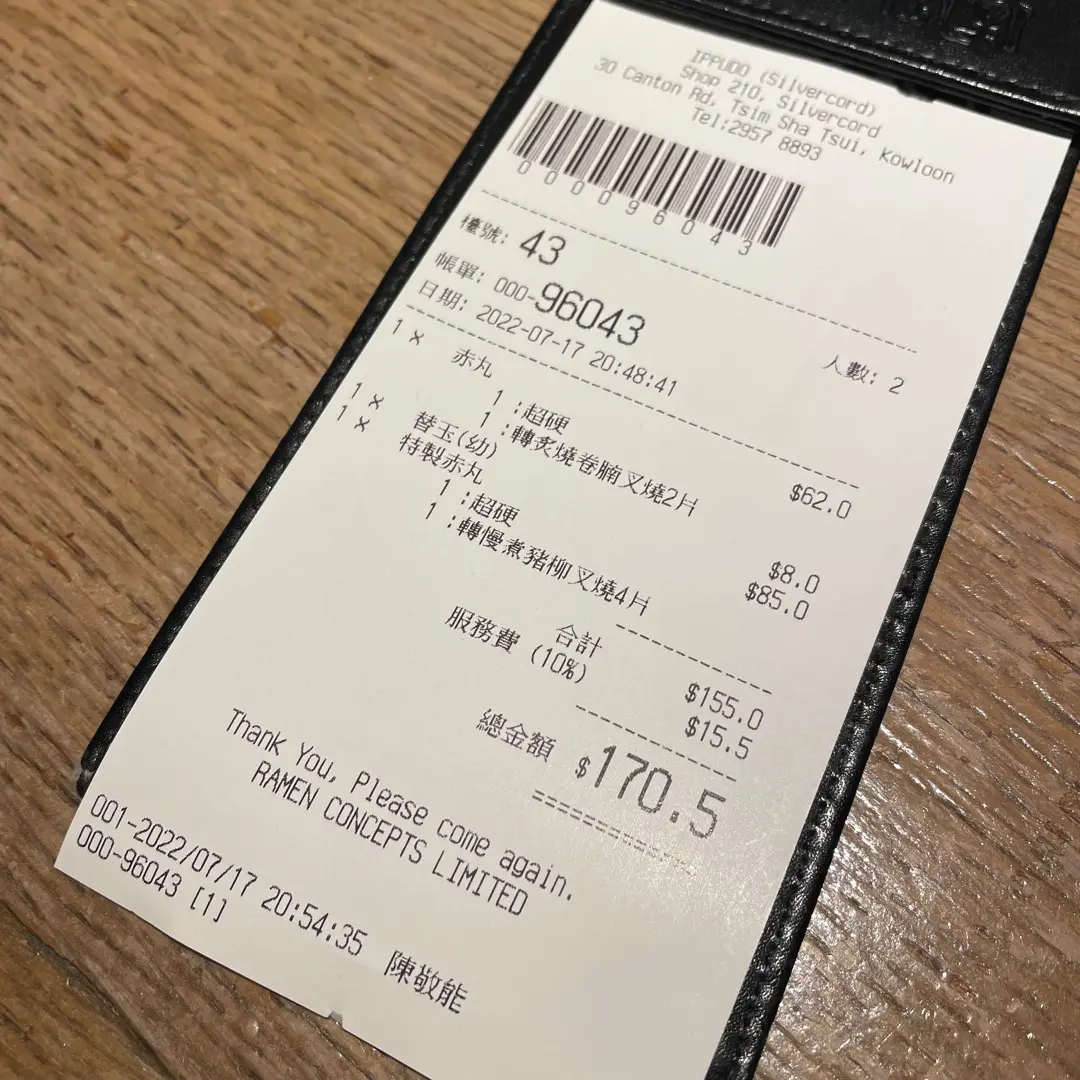 IPPUDO (Silvercord)
Shop 210, Silvercord
30 Canton Rd, Tsim Sha Tsui, Kowloon
Tel:2957 8893
00096043
檯號: 43
帳單: 000-96043 人數: 2
日期: 2022-07-17 20:48:41
1 x 赤丸 $62.0
1 :超硬
1 :轉炙燒卷腩叉燒2片
1 x 替玉(幼) $8.0
1 x 特製赤丸 $85.0
1 :超硬
1 :轉慢煮豬柳叉燒4片
合計 $155.0
服務費 (10%) $15.5
總金額 $170.5
Thank You, Please come again.
RAMEN CONCEPTS LIMITED
001-2022/07/17 20:54:35 陳敬能
000-96043 [1]